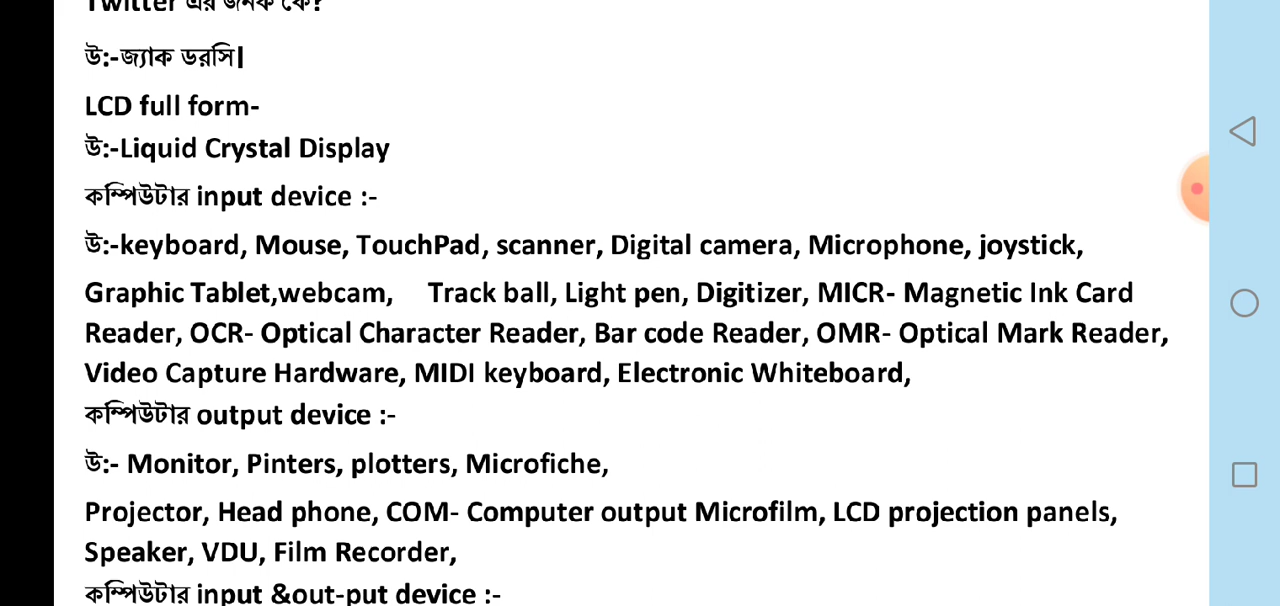 Twitter এর জনক কে?
উ:-জ্যাক ডরসি।
LCD full form-
উ:-Liquid Crystal Display
কম্পিউটার input device :-
উ:-keyboard, Mouse, TouchPad, scanner, Digital camera, Microphone, joystick,
Graphic Tablet,webcam, Track ball, Light pen, Digitizer, MICR- Magnetic Ink Card
Reader, OCR- Optical Character Reader, Bar code Reader, OMR- Optical Mark Reader,
Video Capture Hardware, MIDI keyboard, Electronic Whiteboard,
কম্পিউটার output device :-
উ:- Monitor, Pinters, plotters, Microfiche,
Projector, Head phone, COM- Computer output Microfilm, LCD projection panels,
Speaker, VDU, Film Recorder,
কম্পিউটার input &out-put device :-